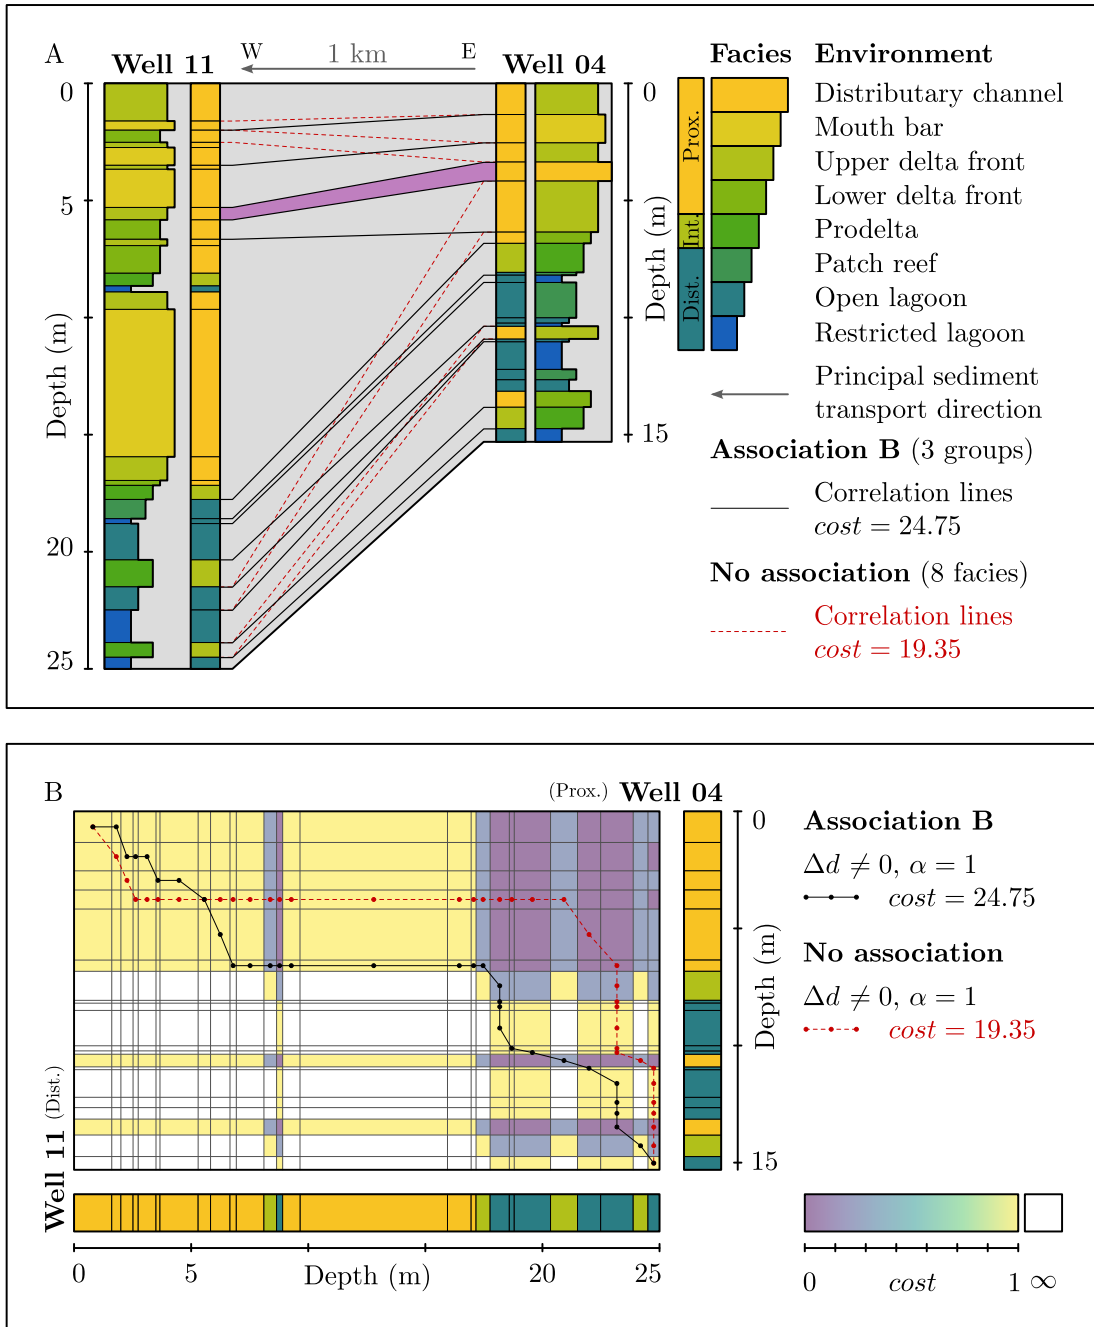 A
Well 11
W
1 km
E
Well 04
0
5
20
25
Depth (m)
0
15
Depth (m)
Facies
Environment
Prox.
Int.
Dist.
Distributary channel
Mouth bar
Upper delta front
Lower delta front
Prodelta
Patch reef
Open lagoon
Restricted lagoon
Principal sediment
transport direction
Association B (3 groups)
Correlation lines
cost = 24.75
No association (8 facies)
Correlation lines
cost = 19.35
B
(Prox.) Well 04
0
15
Depth (m)
Well 11 (Dist.)
0
5
20
25
Depth (m)
Association B
Δd ≠ 0, α = 1
cost = 24.75
No association
Δd ≠ 0, α = 1
cost = 19.35
0
cost
1
∞